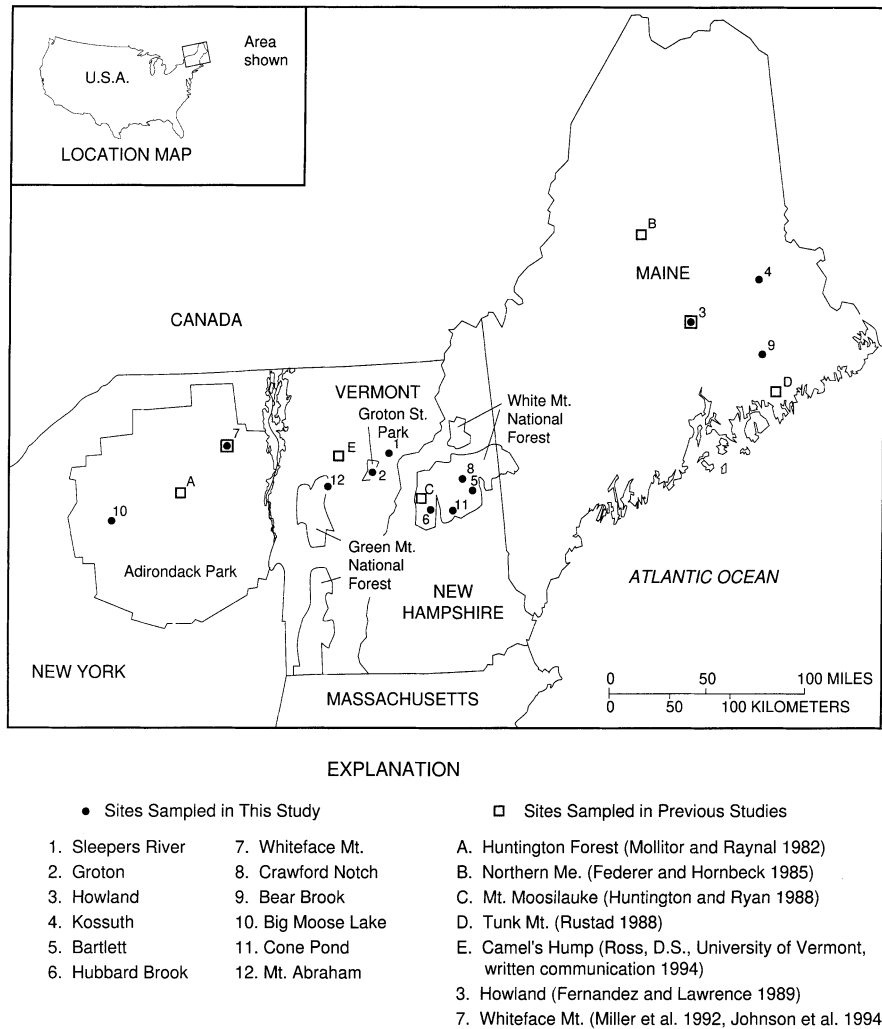 Area
shown
U.S.A.
LOCATION MAP
B
MAINE
4
3
CANADA
9
D
VERMONT
Groton St.
Park
White Mt.
National
Forest
7
E
1
2
8
5
A
12
C
10
6
11
Green Mt.
National
Forest
Adirondack Park
ATLANTIC OCEAN
NEW
HAMPSHIRE
NEW YORK
MASSACHUSETTS
0 50 100 MILES
0 50 100 KILOMETERS
EXPLANATION
Sites Sampled in This Study
1. Sleepers River
2. Groton
3. Howland
4. Kossuth
5. Bartlett
6. Hubbard Brook
7. Whiteface Mt.
8. Crawford Notch
9. Bear Brook
10. Big Moose Lake
11. Cone Pond
12. Mt. Abraham
Sites Sampled in Previous Studies
A. Huntington Forest (Mollitor and Raynal 1982)
B. Northern Me. (Federer and Hornbeck 1985)
C. Mt. Moosilauke (Huntington and Ryan 1988)
D. Tunk Mt. (Rustad 1988)
E. Camel's Hump (Ross, D.S., University of Vermont,
written communication 1994)
3. Howland (Fernandez and Lawrence 1989)
7. Whiteface Mt. (Miller et al. 1992, Johnson et al. 1994